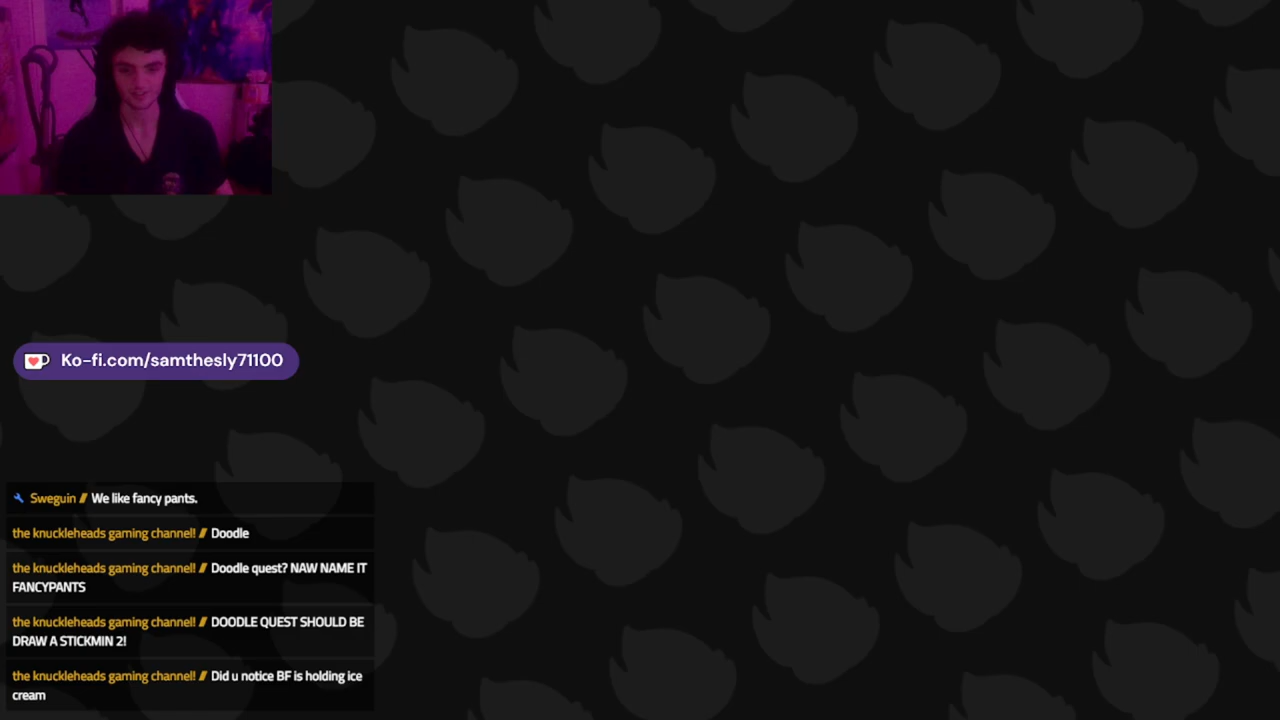 Ko-fi.com/samthesly71100
Sweguin // We like fancy pants.
the knuckleheads gaming channel! // Doodle
the knuckleheads gaming channel! // Doodle quest? NAW NAME IT
FANCYPANTS
the knuckleheads gaming channel! // DOODLE QUEST SHOULD BE
DRAW A STICKMIN 2!
the knuckleheads gaming channel! // Did u notice BF is holding ice
cream